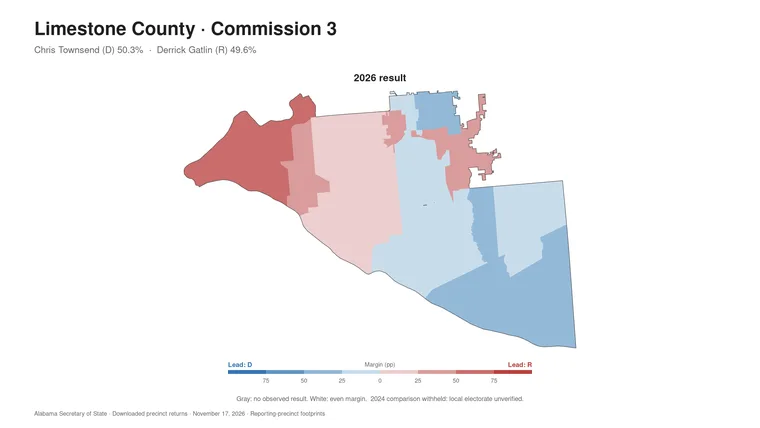 Limestone County · Commission 3
Chris Townsend (D) 50.3% · Derrick Gatlin (R) 49.6%
2026 result
Lead: D Margin (pp) Lead: R
75 50 25 0 25 50 75
Gray: no observed result. White: even margin. 2024 comparison withheld: local electorate unverified.
Alabama Secretary of State · Downloaded precinct returns · November 17, 2026 · Reporting-precinct footprints